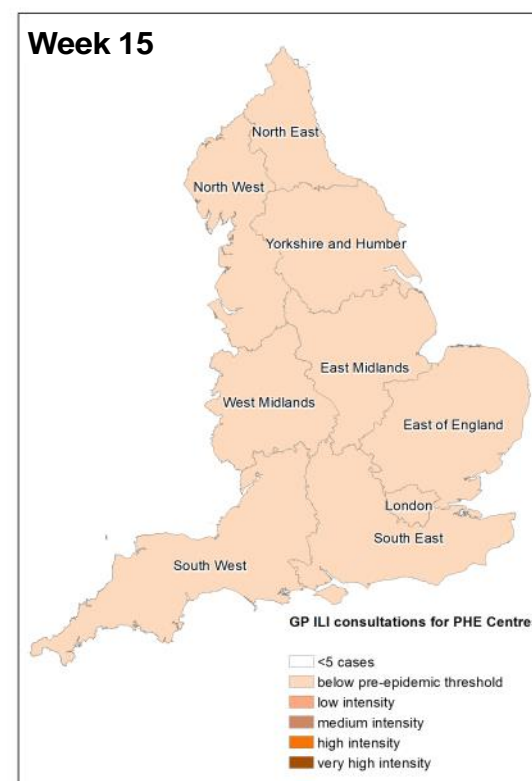 Week 15
North East
North West
Yorkshire and Humber
East Midlands
West Midlands
East of England
London
South East
South West
GP ILI consultations for PHE Centre
<5 cases
below pre-epidemic threshold
low intensity
medium intensity
high intensity
very high intensity